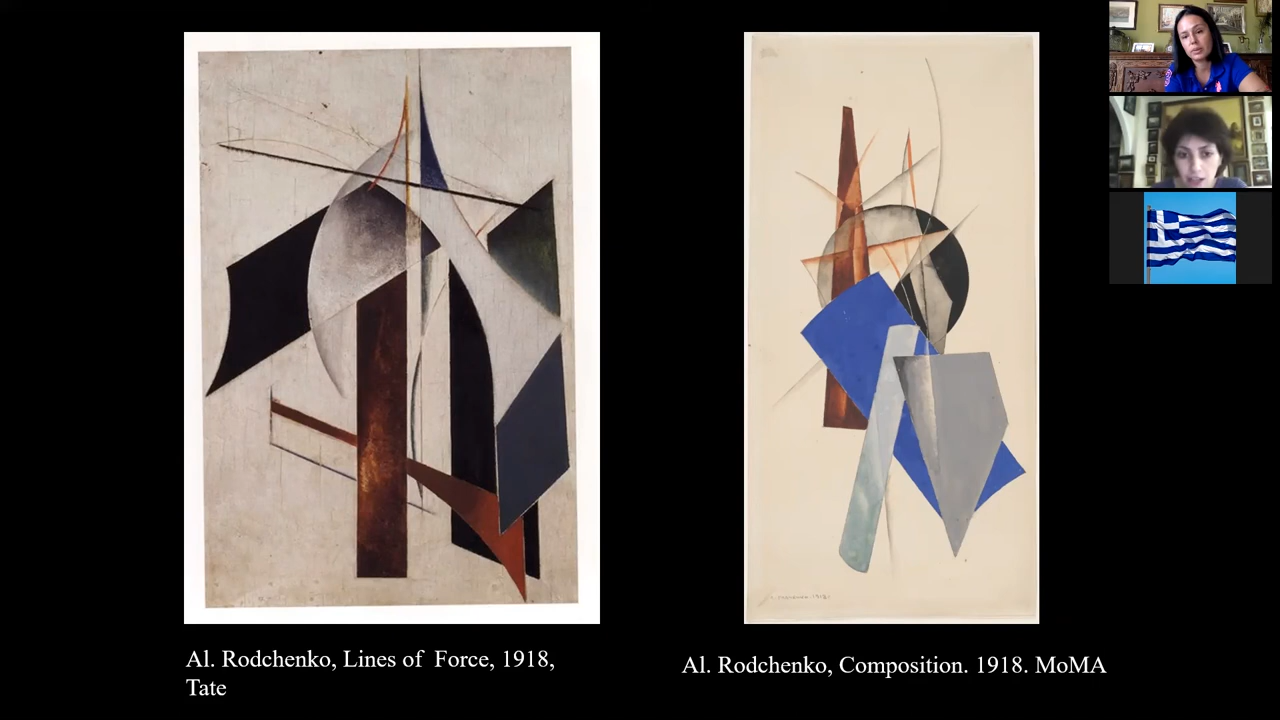 Al. Rodchenko, Lines of Force, 1918,
Tate
Al. Rodchenko, Composition. 1918. MoMA